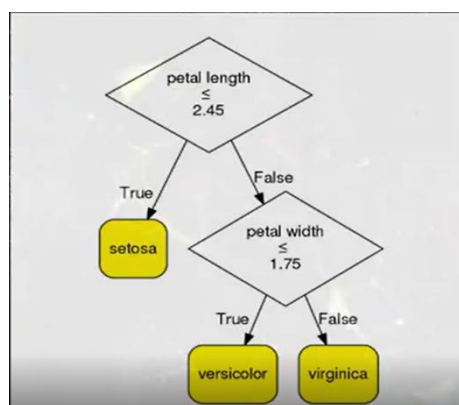 petal length
≤
2.45
True
False
setosa
petal width
≤
1.75
True
False
versicolor
virginica